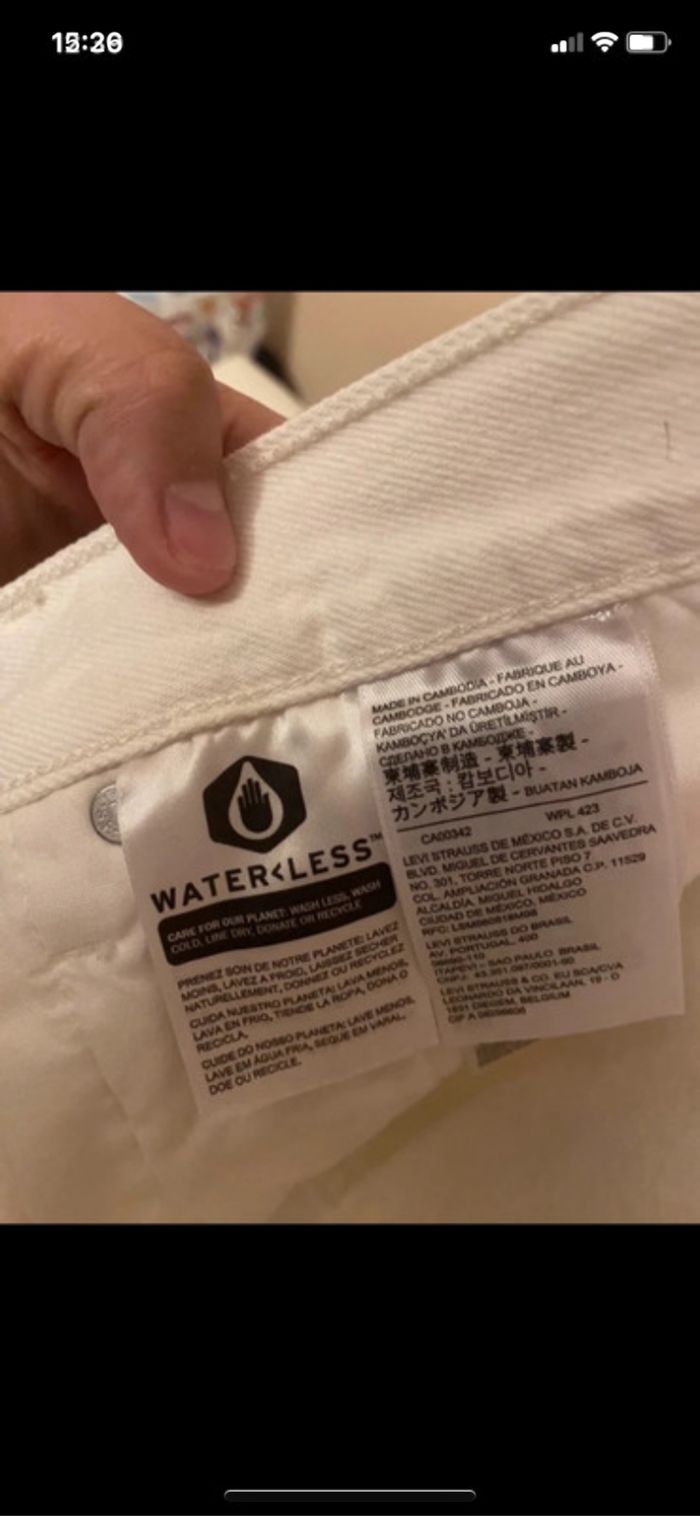 WATER<LESS™
CARE FOR OUR PLANET: WASH LESS, WASH
COLD, LINE DRY, DONATE OR RECYCLE
PRENEZ SOIN DE NOTRE PLANETE: LAVEZ
MOINS, LAVEZ A FROID, LAISSEZ SECHER
NATURELLEMENT, DONNEZ OU RECYCLEZ
CUIDA NUESTRO PLANETA: LAVA MENOS,
LAVA EN FRIO, TIENDE LA ROPA, DONA O
RECICLA.
CUIDE DO NOSSO PLANETA: LAVE MENOS,
LAVE EM ÁGUA FRIA, SEQUE EM VARAL,
DOE OU RECICLE.
MADE IN CAMBODIA - FABRIQUE AU
CAMBODGE - FABRICADO EN CAMBOYA -
FABRICADO NO CAMBOJA -
KAMBOÇYA' DA ÜRETİLMİŞTİR -
СДЕЛАНО В КАМБОДЖЕ -
柬埔寨制造 - 柬埔寨製 -
제조국 : 캄보디아 -
カンボジア製 - BUATAN KAMBOJA
CA00342 WPL 423
LEVI STRAUSS DE MÉXICO S.A. DE C.V.
BLVD. MIGUEL DE CERVANTES SAAVEDRA
NO. 301, TORRE NORTE PISO 7
COL. AMPLIACIÓN GRANADA C.P. 11529
ALCALDÍA, MIGUEL HIDALGO
CIUDAD DE MÉXICO, MÉXICO
RFC:
LEVI STRAUSS DO BRASIL
AV. PORTUGAL, 400
ITAPEVI - SAO PAULO BRASIL
LEVI STRAUSS & CO. EU SCA/CVA
LEONARDO DA VINCILAAN, 19 - D
1831 DIEGEM, BELGIUM